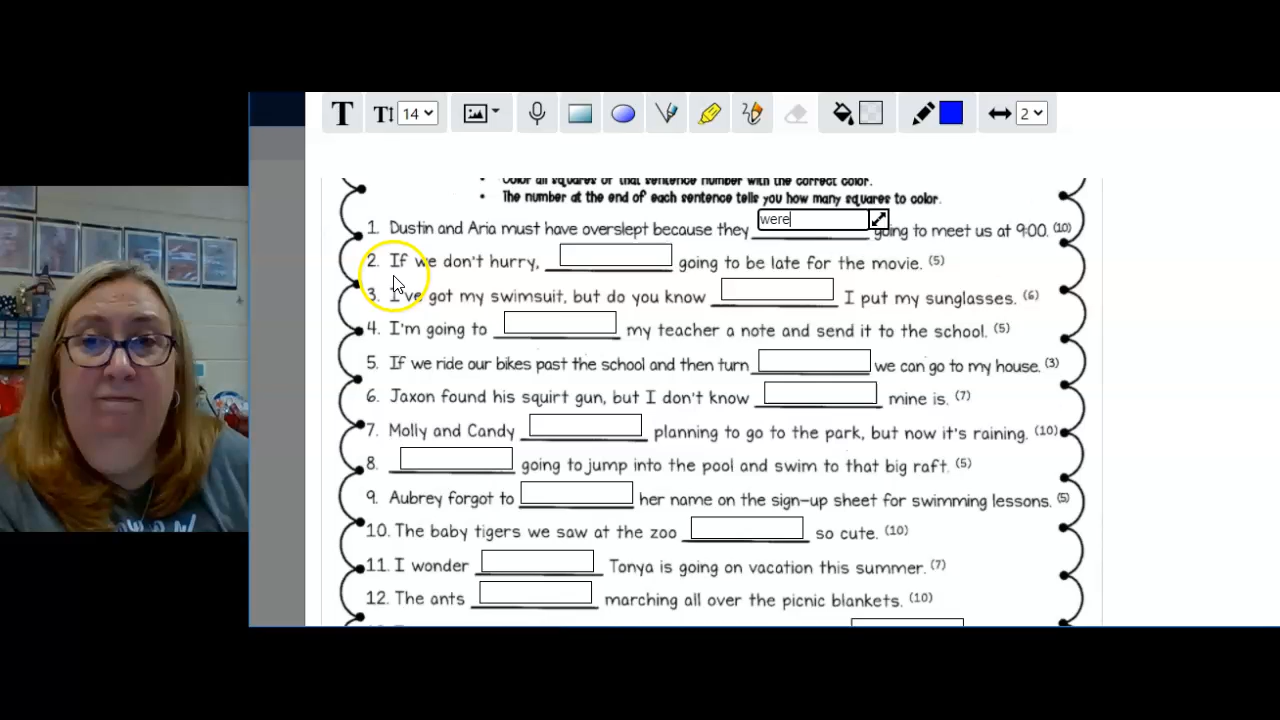 T T 14 2
Color all squares of that sentence number with the correct color.
The number at the end of each sentence tells you how many squares to color.
1. Dustin and Aria must have overslept because they were going to meet us at 9:00. (10)
2. If we don't hurry, going to be late for the movie. (5)
3. I've got my swimsuit, but do you know I put my sunglasses. (6)
4. I'm going to my teacher a note and send it to the school. (5)
5. If we ride our bikes past the school and then turn we can go to my house. (3)
6. Jaxon found his squirt gun, but I don't know mine is. (7)
7. Molly and Candy planning to go to the park, but now it's raining. (10)
8. going to jump into the pool and swim to that big raft. (5)
9. Aubrey forgot to her name on the sign-up sheet for swimming lessons. (5)
10. The baby tigers we saw at the zoo so cute. (10)
11. I wonder Tonya is going on vacation this summer. (7)
12. The ants marching all over the picnic blankets. (10)